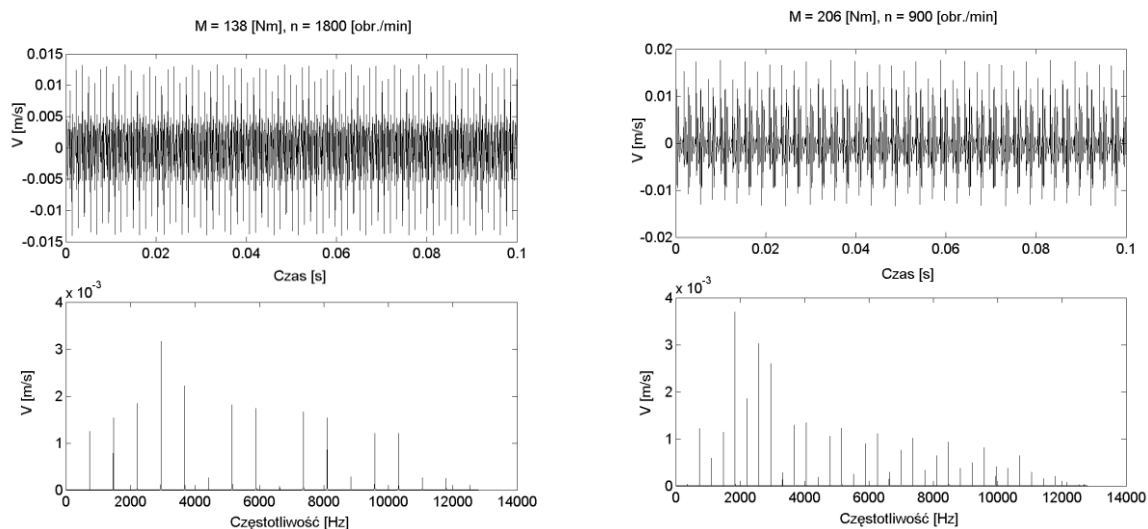 M = 138 [Nm], n = 1800 [obr./min]
0.015
0.01
0.005
0
-0.005
-0.01
-0.015
V [m/s]
0 0.02 0.04 0.06 0.08 0.1
Czas [s]
4 x 10⁻³
3
2
1
0
V [m/s]
0 2000 4000 6000 8000 10000 12000 14000
Częstotliwość [Hz]
M = 206 [Nm], n = 900 [obr./min]
0.02
0.01
0
-0.01
-0.02
V [m/s]
0 0.02 0.04 0.06 0.08 0.1
Czas [s]
4 x 10⁻³
3
2
1
0
V [m/s]
0 2000 4000 6000 8000 10000 12000 14000
Częstotliwość [Hz]